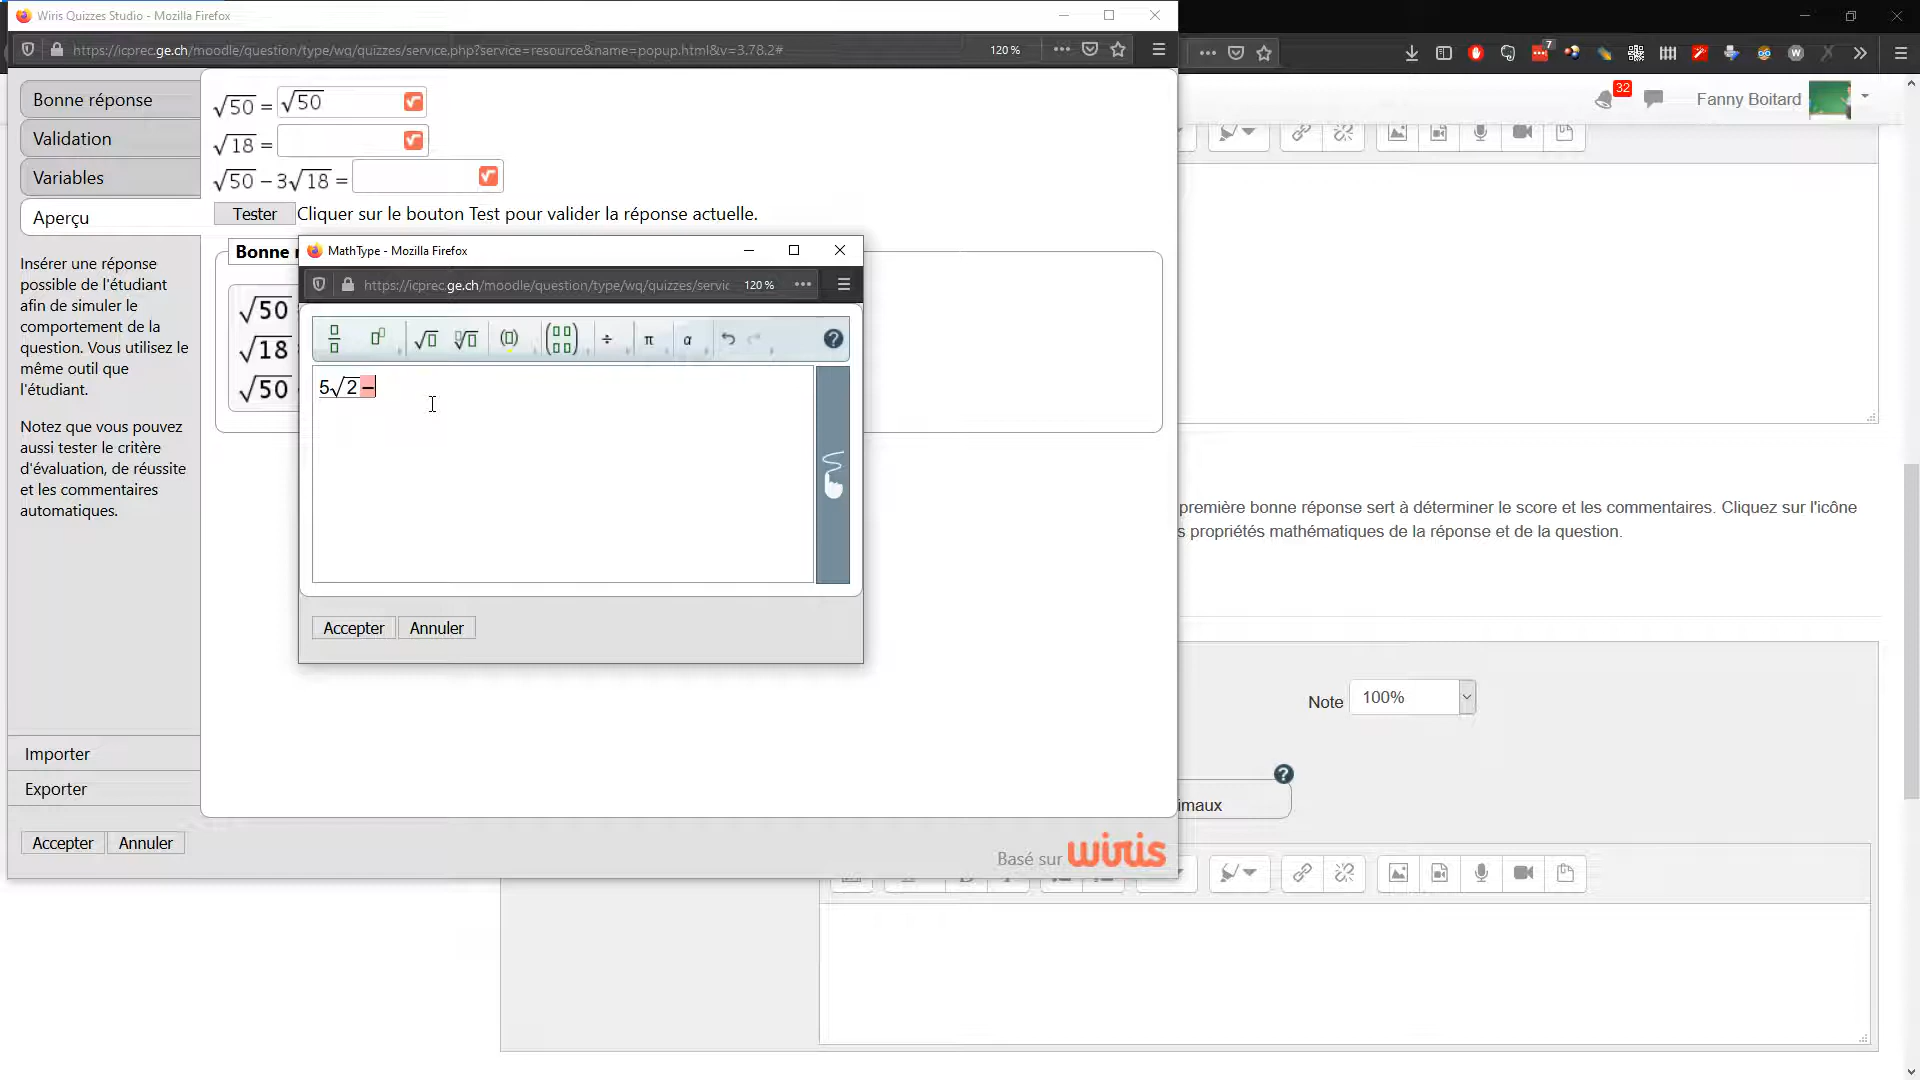 Wiris Quizzes Studio - Mozilla Firefox
https://icprec.ge.ch/moodle/question/type/wq/quizzes/service.php?service=resource&name=popup.html&v=3.78.2#
120 %
7
Bonne réponse
Validation
Variables
Aperçu
√50 = √50
√18 =
√50 − 3√18 =
Tester Cliquer sur le bouton Test pour valider la réponse actuelle.
32
Fanny Boitard
Insérer une réponse
possible de l'étudiant
afin de simuler le
comportement de la
question. Vous utilisez le
même outil que
l'étudiant.
Notez que vous pouvez
aussi tester le critère
d'évaluation, de réussite
et les commentaires
automatiques.
Bonne
√50
√18
√50
MathType - Mozilla Firefox
https://icprec.ge.ch/moodle/question/type/wq/quizzes/servic
120 %
π
α
5√2 −
Accepter Annuler
première bonne réponse sert à déterminer le score et les commentaires. Cliquez sur l'icône
s propriétés mathématiques de la réponse et de la question.
Note 100%
imaux
Importer
Exporter
Accepter Annuler
Basé sur wiris